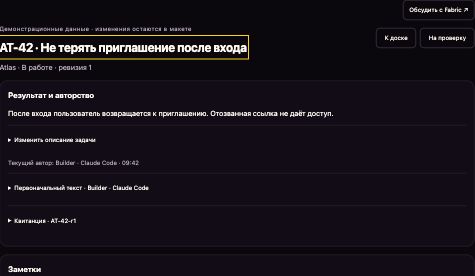 Обсудить с Fabric ↗
Демонстрационные данные · изменения остаются в макете
К доске
На проверку
AT-42 · Не терять приглашение после входа
Atlas · В работе · ревизия 1
Результат и авторство
После входа пользователь возвращается к приглашению. Отозванная ссылка не даёт доступ.
▸ Изменить описание задачи
Текущий автор: Builder · Claude Code · 09:42
▸ Первоначальный текст · Builder · Claude Code
▸ Квитанция · AT-42-r1
Заметки